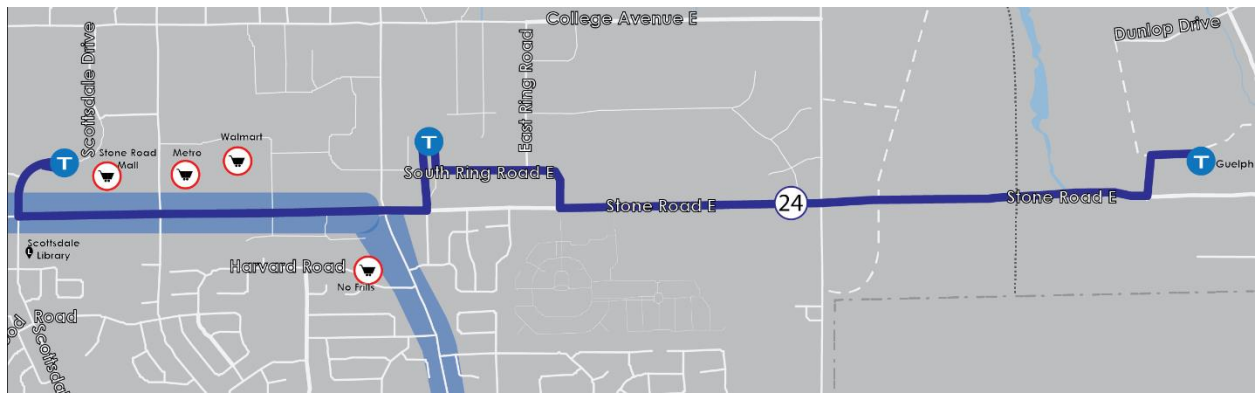 College Avenue E
Dunlop Drive
Scottsdale Drive
East Ring Road
Walmart
Stone Road
Mall
Metro
T
T
T
Guelph
South Ring Road E
Stone Road E
24
Stone Road E
Scottsdale
Library
Harvard Road
No Frills
Road
Scottsdale